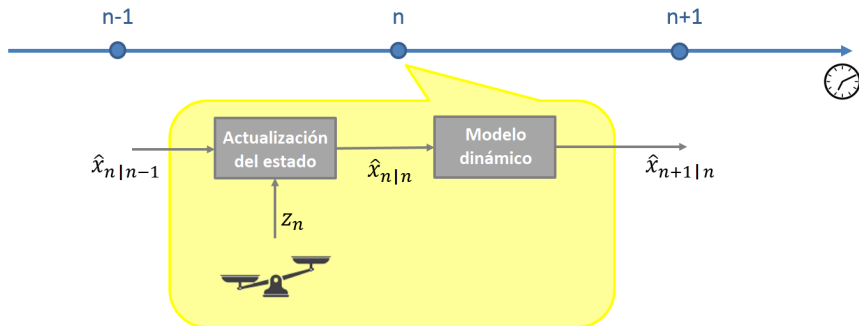 n-1 n n+1
Actualización
del estado
Modelo
dinámico
x̂ₙ|ₙ₋₁ x̂ₙ|ₙ x̂ₙ₊₁|ₙ
zₙ